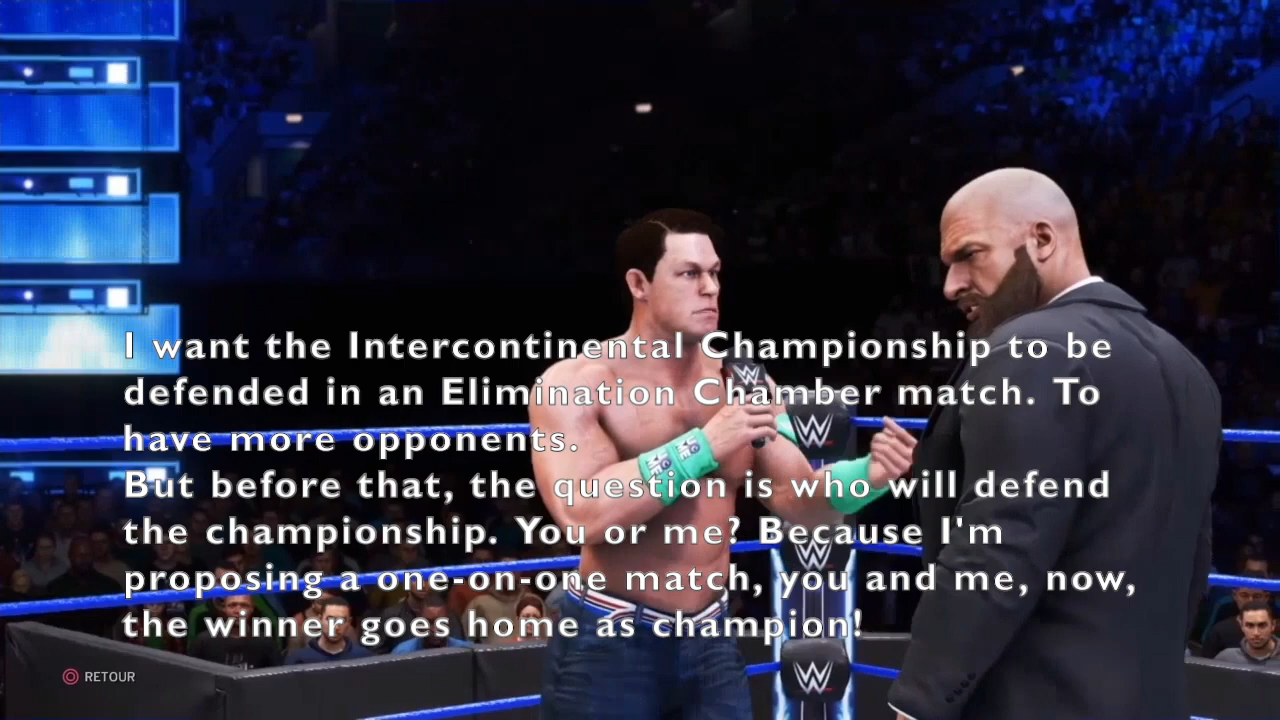 I want the Intercontinental Championship to be
defended in an Elimination Chamber match. To
have more opponents.
But before that, the question is who will defend
the championship. You or me? Because I'm
proposing a one-on-one match, you and me, now,
the winner goes home as champion!
RETOUR